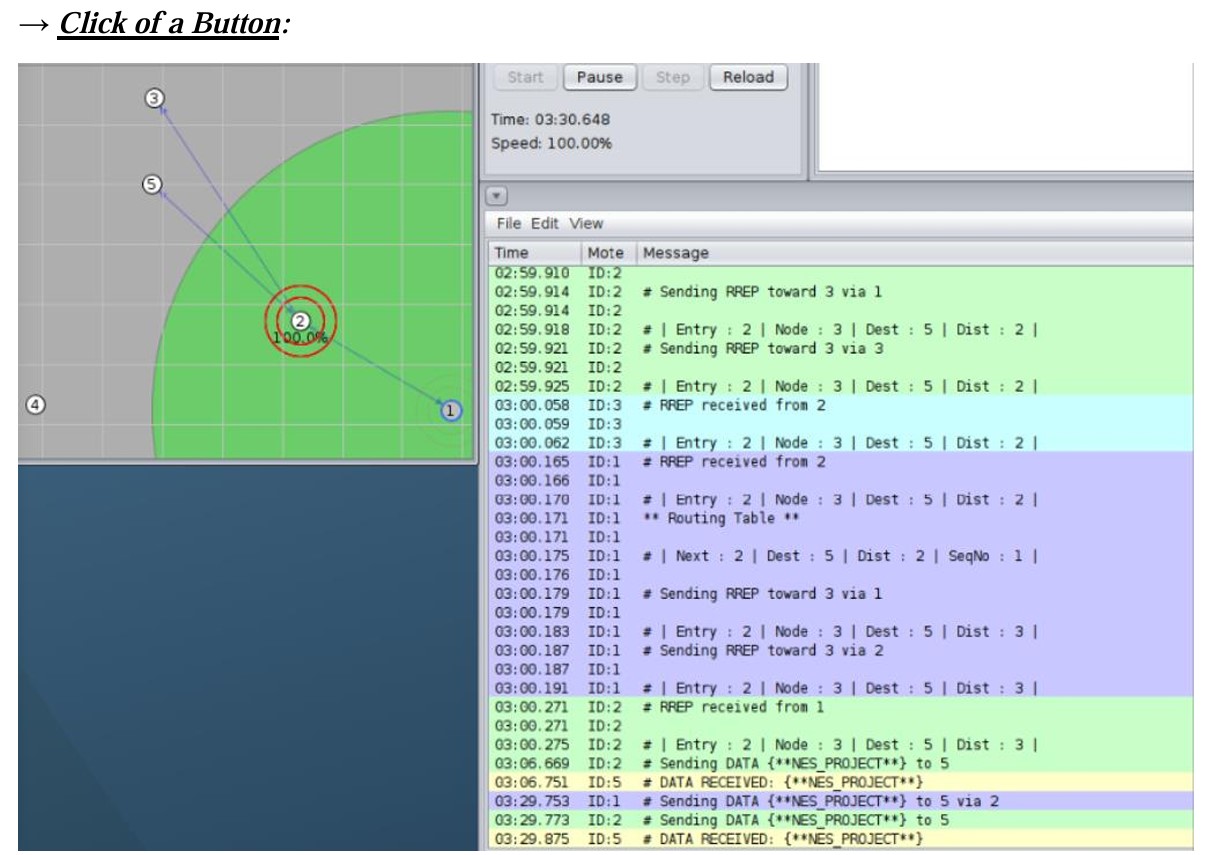 → Click of a Button:
3
5
2
100.0%
4
1
Start Pause Step Reload
Time: 03:30.648
Speed: 100.00%
File Edit View
Time Mote Message
02:59.910 ID:2
02:59.914 ID:2 # Sending RREP toward 3 via 1
02:59.914 ID:2
02:59.918 ID:2 # | Entry : 2 | Node : 3 | Dest : 5 | Dist : 2 |
02:59.921 ID:2 # Sending RREP toward 3 via 3
02:59.921 ID:2
02:59.925 ID:2 # | Entry : 2 | Node : 3 | Dest : 5 | Dist : 2 |
03:00.058 ID:3 # RREP received from 2
03:00.059 ID:3
03:00.062 ID:3 # | Entry : 2 | Node : 3 | Dest : 5 | Dist : 2 |
03:00.165 ID:1 # RREP received from 2
03:00.166 ID:1
03:00.170 ID:1 # | Entry : 2 | Node : 3 | Dest : 5 | Dist : 2 |
03:00.171 ID:1 ** Routing Table **
03:00.171 ID:1
03:00.175 ID:1 # | Next : 2 | Dest : 5 | Dist : 2 | SeqNo : 1 |
03:00.176 ID:1
03:00.179 ID:1 # Sending RREP toward 3 via 1
03:00.179 ID:1
03:00.183 ID:1 # | Entry : 2 | Node : 3 | Dest : 5 | Dist : 3 |
03:00.187 ID:1 # Sending RREP toward 3 via 2
03:00.187 ID:1
03:00.191 ID:1 # | Entry : 2 | Node : 3 | Dest : 5 | Dist : 3 |
03:00.271 ID:2 # RREP received from 1
03:00.271 ID:2
03:00.275 ID:2 # | Entry : 2 | Node : 3 | Dest : 5 | Dist : 3 |
03:06.669 ID:2 # Sending DATA {**NES_PROJECT**} to 5
03:06.751 ID:5 # DATA RECEIVED: {**NES_PROJECT**}
03:29.753 ID:1 # Sending DATA {**NES_PROJECT**} to 5 via 2
03:29.773 ID:2 # Sending DATA {**NES_PROJECT**} to 5
03:29.875 ID:5 # DATA RECEIVED: {**NES_PROJECT**}